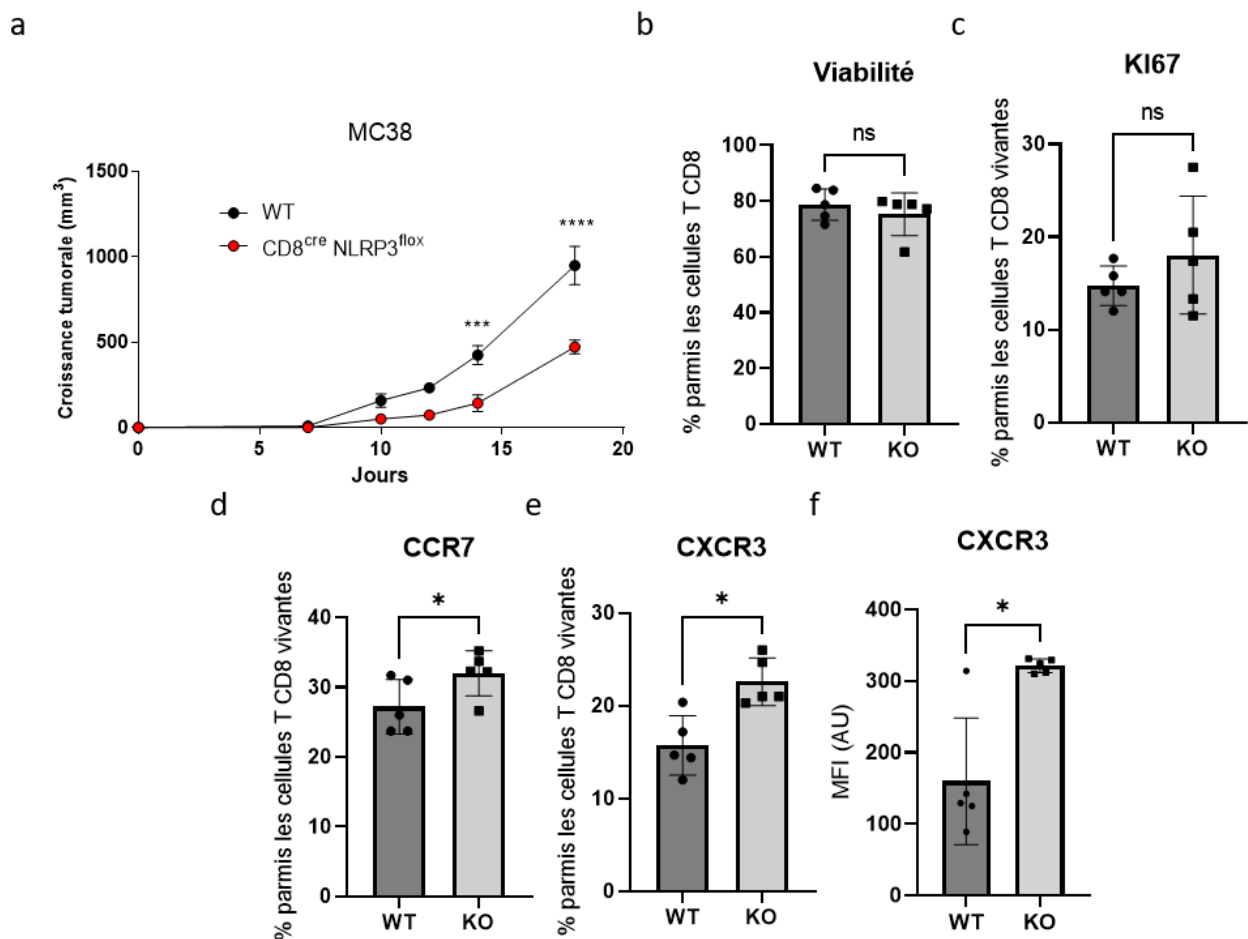 a
MC38
Croissance tumorale (mm³)
1500
1000
500
0
WT
CD8ᶜʳᵉ NLRP3ᶠˡᵒˣ
***
****
0 5 10 15 20
Jours
b
Viabilité
ns
% parmis les cellules T CD8
100
80
60
40
20
0
WT KO
c
KI67
ns
% parmis les cellules T CD8 vivantes
30
20
10
0
WT KO
d
CCR7
*
% parmis les cellules T CD8 vivantes
40
30
20
10
0
WT KO
e
CXCR3
*
% parmis les cellules T CD8 vivantes
30
20
10
0
WT KO
f
CXCR3
*
MFI (AU)
400
300
200
100
0
WT KO